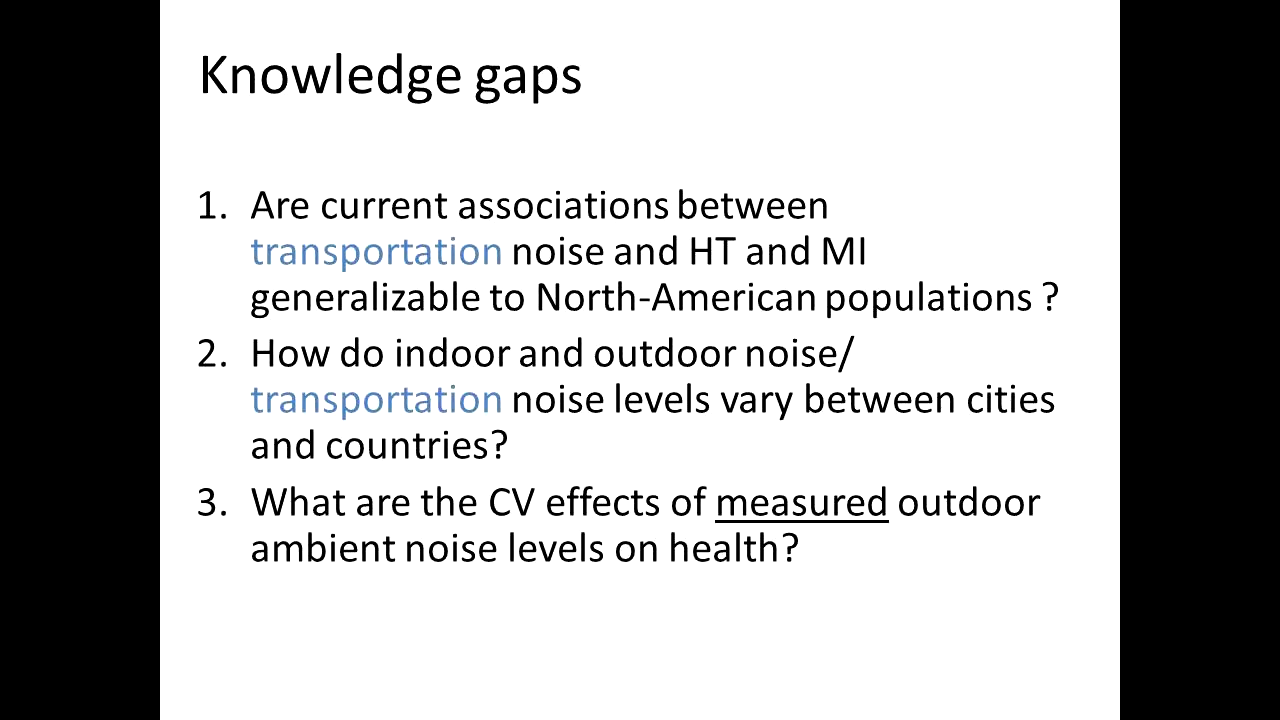 Knowledge gaps
1. Are current associations between
transportation noise and HT and MI
generalizable to North-American populations ?
2. How do indoor and outdoor noise/
transportation noise levels vary between cities
and countries?
3. What are the CV effects of measured outdoor
ambient noise levels on health?